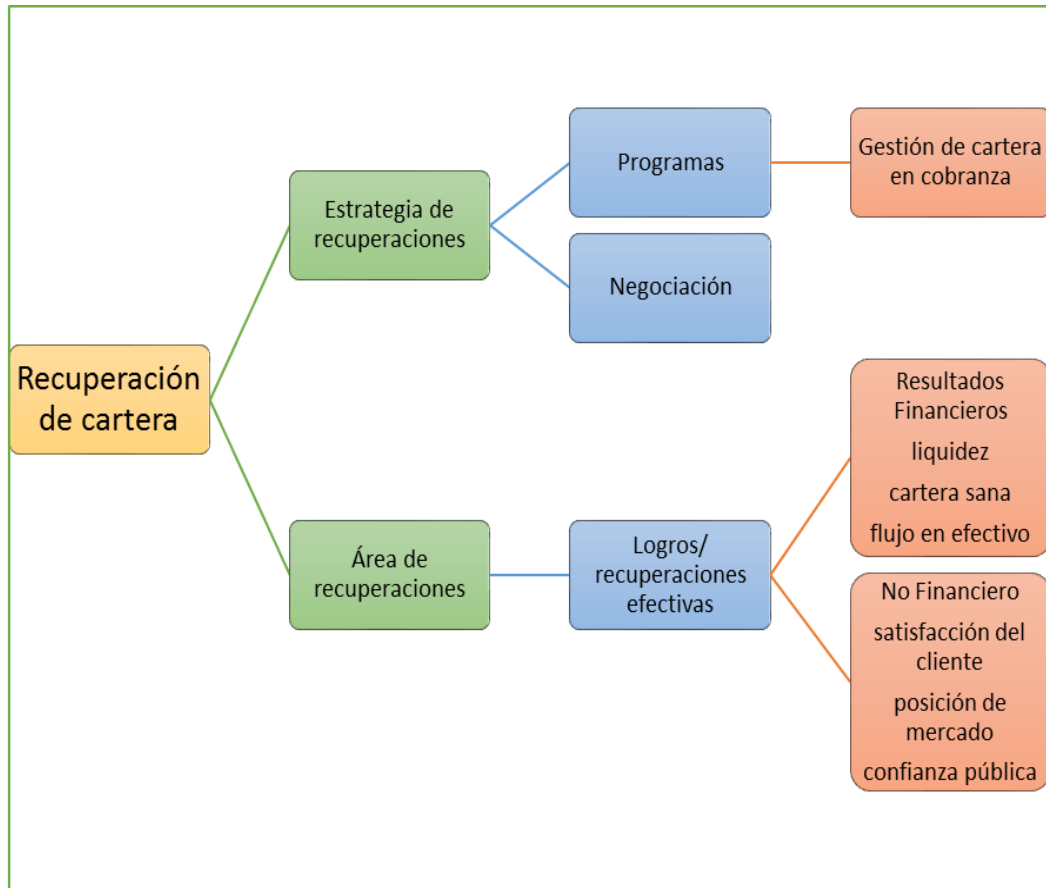 Recuperación
de cartera
Estrategia de
recuperaciones
Programas
Gestión de cartera
en cobranza
Negociación
Área de
recuperaciones
Logros/
recuperaciones
efectivas
Resultados
Financieros
liquidez
cartera sana
flujo en efectivo
No Financiero
satisfacción del
cliente
posición de
mercado
confianza pública